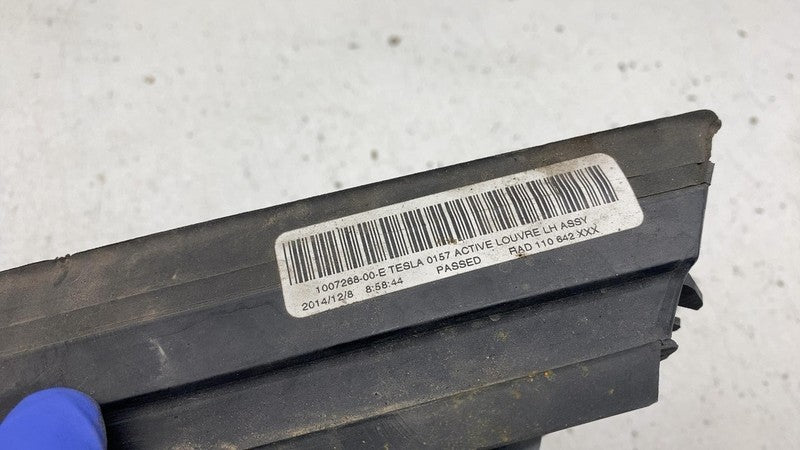 1007268-00-E TESLA 0157 ACTIVE LOUVRE LH ASSY
2014/12/8 8:58:44 PASSED RAD 110 642 XXX